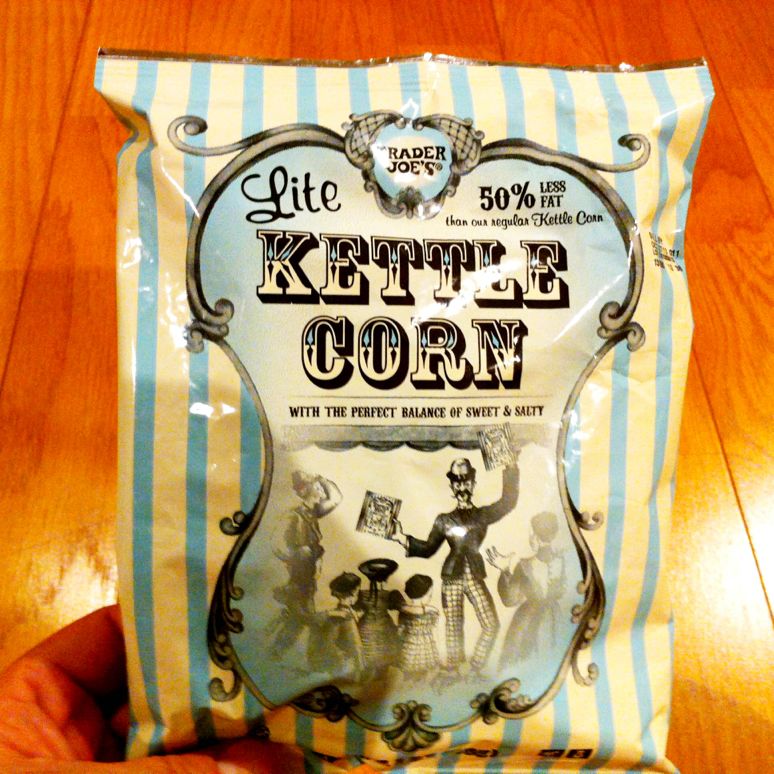 TRADER
JOE'S®
Lite
50% LESS
FAT
than our regular Kettle Corn
KETTLE
CORN
WITH THE PERFECT BALANCE OF SWEET & SALTY